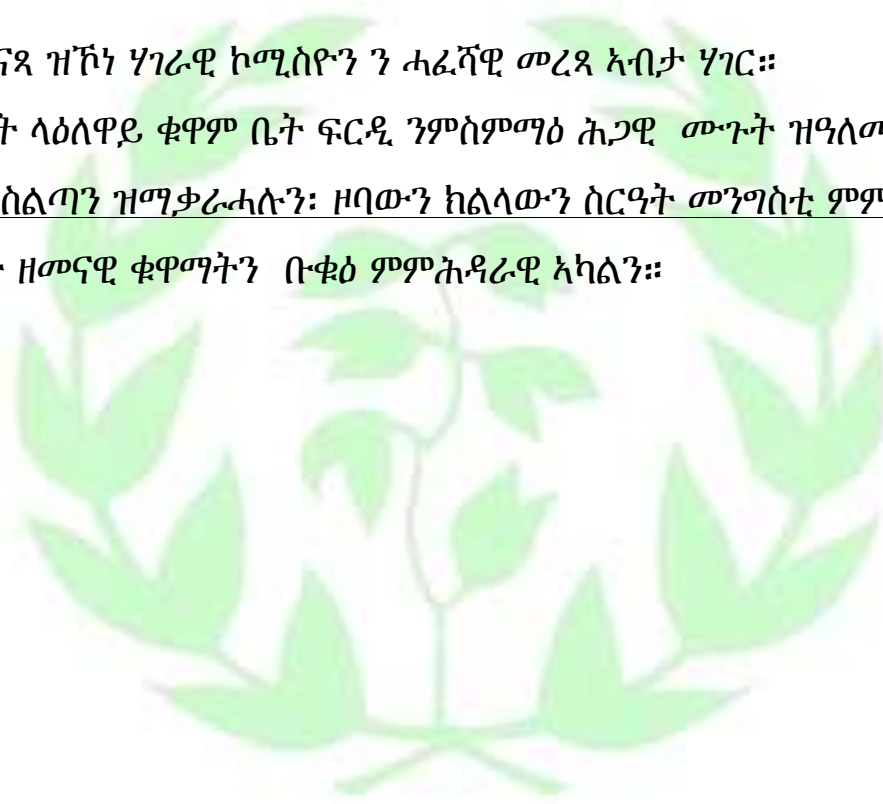 ናጻ ዝኾነ ሃገራዊ ኮሚስዮን ን ሓፈሻዊ መረጻ ኣብታ ሃገር።
ት ላዕለዋይ ቁዋም ቤት ፍርዲ ንምስምማዕ ሕጋዊ ሙጉት ዝዓለመ
ስልጣን ዝማቃራሓሉን፡ ዞባውን ክልላውን ስርዓት መንግስቲ ምም
ዘመናዊ ቁዋማትን ቡቁዕ ምምሕዳራዊ ኣካልን።